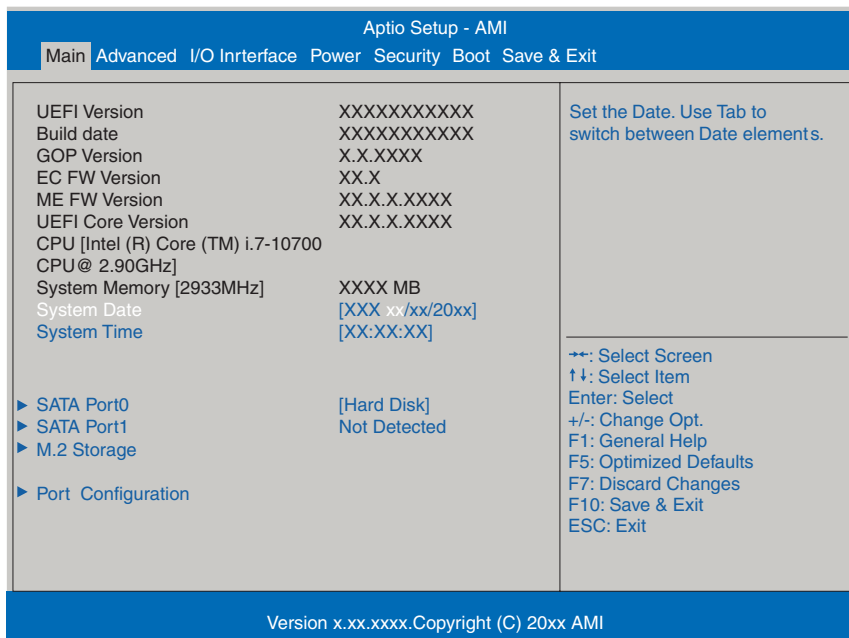 Aptio Setup - AMI
Main Advanced I/O Inrterface Power Security Boot Save & Exit
UEFI Version XXXXXXXXXXX
Build date XXXXXXXXXXX
GOP Version X.X.XXXX
EC FW Version XX.X
ME FW Version XX.X.X.XXXX
UEFI Core Version XX.X.X.XXXX
CPU [Intel (R) Core (TM) i.7-10700
CPU@ 2.90GHz]
System Memory [2933MHz] XXXX MB
System Date [XXX xx/xx/20xx]
System Time [XX:XX:XX]
► SATA Port0 [Hard Disk]
► SATA Port1 Not Detected
► M.2 Storage
► Port Configuration
Set the Date. Use Tab to
switch between Date elements.
→←: Select Screen
↑↓: Select Item
Enter: Select
+/-: Change Opt.
F1: General Help
F5: Optimized Defaults
F7: Discard Changes
F10: Save & Exit
ESC: Exit
Version x.xx.xxxx.Copyright (C) 20xx AMI